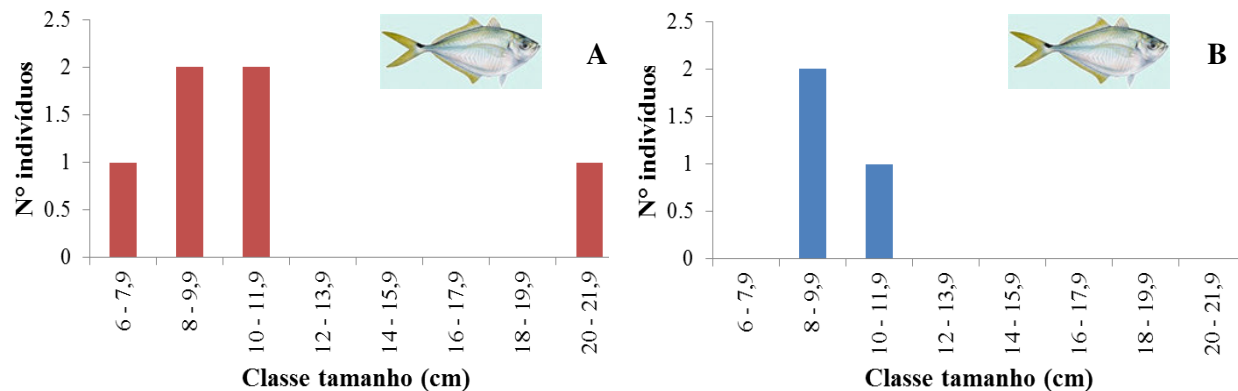 A
N° indivíduos
2.5
2
1.5
1
0.5
0
6 - 7,9
8 - 9,9
10 - 11,9
12 - 13,9
14 - 15,9
16 - 17,9
18 - 19,9
20 - 21,9
Classe tamanho (cm)
B
N° indivíduos
2.5
2
1.5
1
0.5
0
6 - 7,9
8 - 9,9
10 - 11,9
12 - 13,9
14 - 15,9
16 - 17,9
18 - 19,9
20 - 21,9
Classe tamanho (cm)